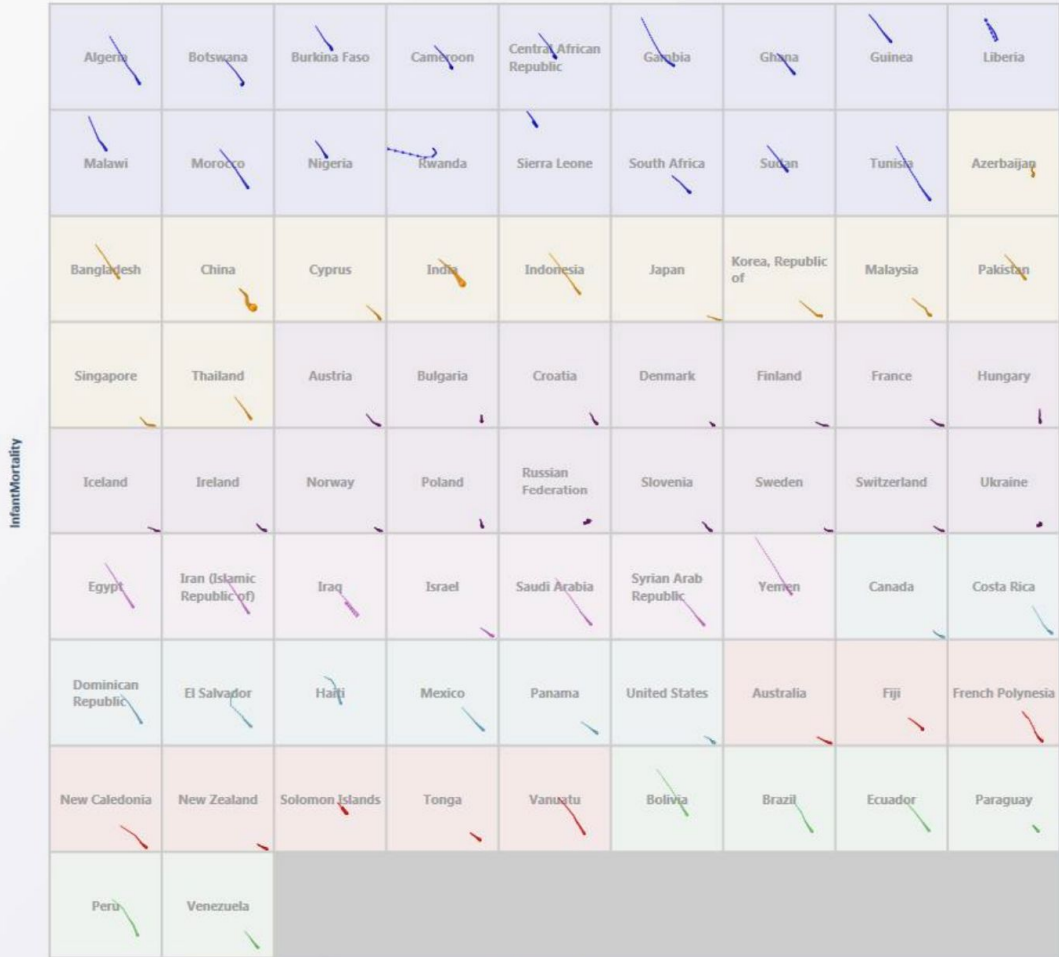 Algeria
Botswana
Burkina Faso
Cameroon
Central African
Republic
Gambia
Ghana
Guinea
Liberia
Malawi
Morocco
Nigeria
Rwanda
Sierra Leone
South Africa
Sudan
Tunisia
Azerbaijan
Bangladesh
China
Cyprus
India
Indonesia
Japan
Korea, Republic
of
Malaysia
Pakistan
Singapore
Thailand
Austria
Bulgaria
Croatia
Denmark
Finland
France
Hungary
InfantMortality
Iceland
Ireland
Norway
Poland
Russian
Federation
Slovenia
Sweden
Switzerland
Ukraine
Egypt
Iran (Islamic
Republic of)
Iraq
Israel
Saudi Arabia
Syrian Arab
Republic
Yemen
Canada
Costa Rica
Dominican
Republic
El Salvador
Haiti
Mexico
Panama
United States
Australia
Fiji
French Polynesia
New Caledonia
New Zealand
Solomon Islands
Tonga
Vanuatu
Bolivia
Brazil
Ecuador
Paraguay
Peru
Venezuela